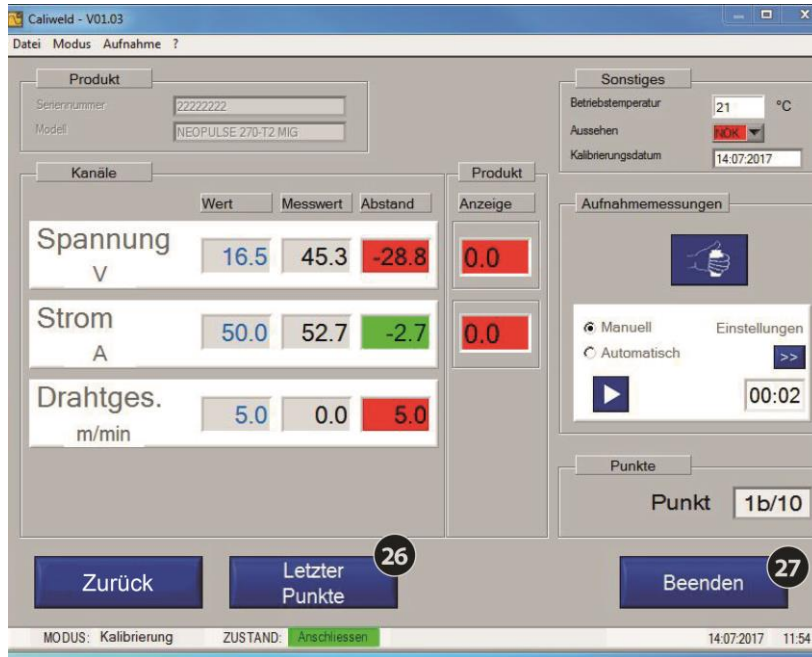 Caliweld - V01.03
Datei Modus Aufnahme ?
Produkt
Seriennummer 22222222
Modell NEOPULSE 270-T2 MIG
Sonstiges
Betriebstemperatur 21 °C
Aussehen NOK
Kalibrierungsdatum 14:07:2017
Kanäle
Wert Messwert Abstand
Spannung
V
16.5 45.3 -28.8
Strom
A
50.0 52.7 -2.7
Drahtges.
m/min
5.0 0.0 5.0
Produkt
Anzeige
0.0
0.0
Aufnahmemessungen
Manuell Einstellungen
Automatisch >>
00:02
Punkte
Punkt 1b/10
Zurück
Letzter
Punkte
26
Beenden
27
MODUS: Kalibrierung ZUSTAND: Anschliessen 14:07:2017 11:54